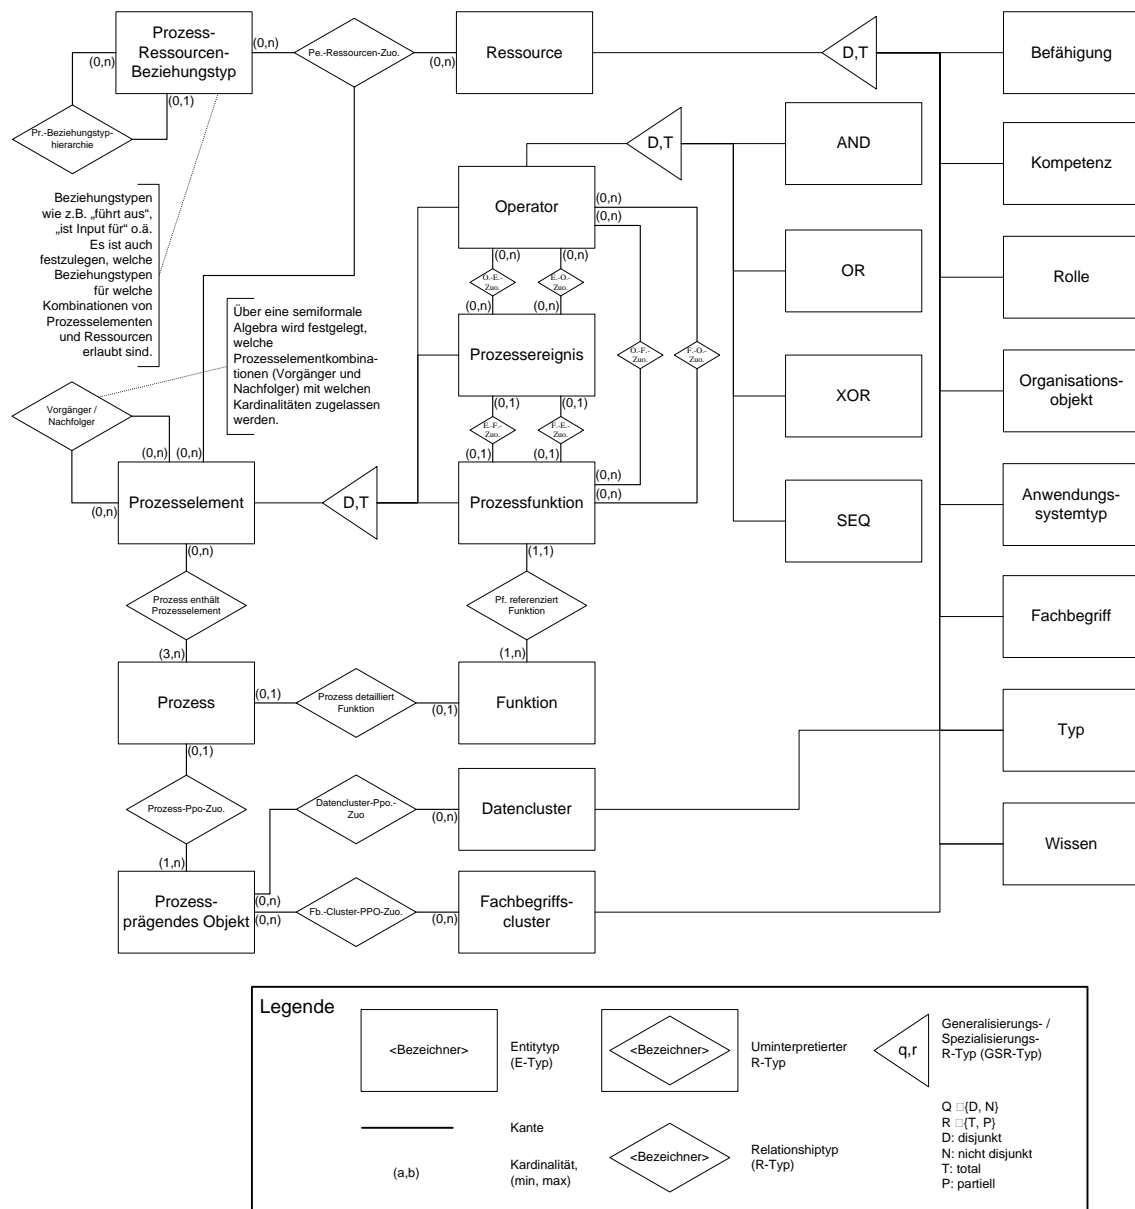 Prozess-
Ressourcen-
Beziehungstyp
(0,n)
(0,n)
(0,1)
Pe.-Ressourcen-Zuo.
(0,n)
Ressource
D,T
Befähigung
Pr.-Beziehungstyp-
hierarchie
D,T
AND
Kompetenz
Beziehungstypen
wie z.B. „führt aus“,
„ist Input für“ o.ä.
Es ist auch
festzulegen, welche
Beziehungstypen
für welche
Kombinationen von
Prozesselementen
und Ressourcen
erlaubt sind.
Operator
(0,n)
(0,n)
(0,n)
(0,n)
O.-E.-
Zuo.
E.-O.-
Zuo.
(0,n)
(0,n)
OR
Rolle
Über eine semiformale
Algebra wird festgelegt,
welche
Prozesselementkombina-
tionen (Vorgänger und
Nachfolger) mit welchen
Kardinalitäten zugelassen
werden.
Prozessereignis
O.-F.-
Zuo.
F.-O.-
Zuo.
(0,1)
(0,1)
E.-F.-
Zuo.
F.-E.-
Zuo.
(0,1)
(0,1)
XOR
Organisations-
objekt
Vorgänger /
Nachfolger
(0,n)
(0,n)
(0,n)
Prozesselement
D,T
Prozessfunktion
(0,n)
(0,n)
SEQ
Anwendungs-
systemtyp
(0,n)
(1,1)
Prozess enthält
Prozesselement
Pf. referenziert
Funktion
Fachbegriff
(3,n)
(1,n)
Prozess
(0,1)
Prozess detailliert
Funktion
(0,1)
Funktion
Typ
(0,1)
Prozess-Ppo-Zuo.
Datencluster-Ppo.-
Zuo
(0,n)
Datencluster
Wissen
(1,n)
Prozess-
prägendes Objekt
(0,n)
(0,n)
Fb.-Cluster-PPO-Zuo.
(0,n)
Fachbegriffs-
cluster
Legende
<Bezeichner>
Entitytyp
(E-Typ)
<Bezeichner>
Uminterpretierter
R-Typ
q,r
Generalisierungs- /
Spezialisierungs-
R-Typ (GSR-Typ)
Kante
(a,b)
Kardinalität,
(min, max)
<Bezeichner>
Relationshiptyp
(R-Typ)
Q □{D, N}
R □{T, P}
D: disjunkt
N: nicht disjunkt
T: total
P: partiell